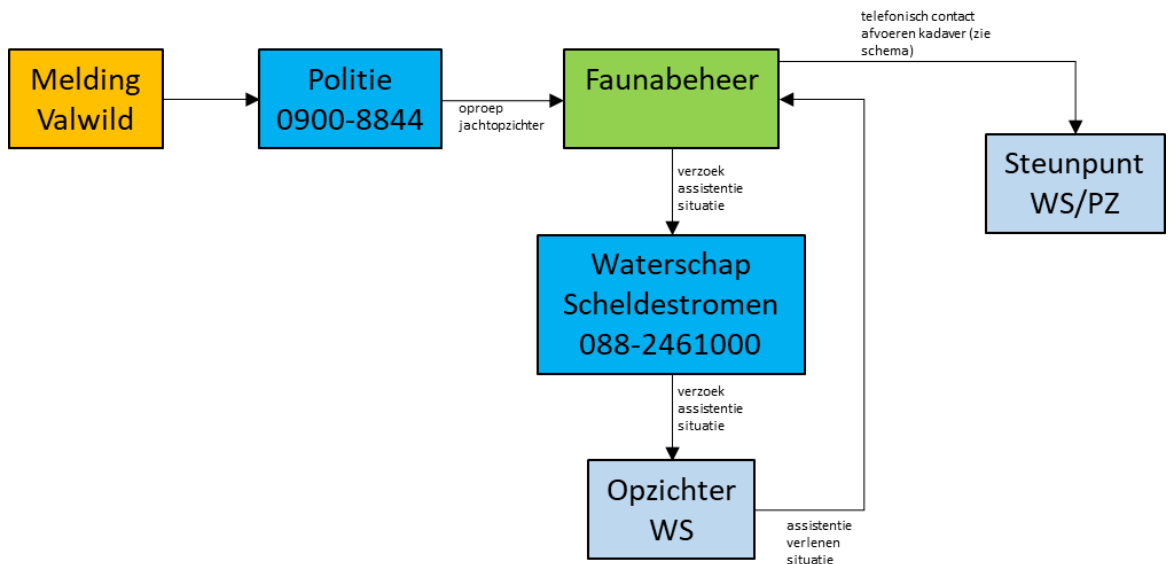 telefonisch contact
afvoeren kadaver (zie
schema)
Melding
Valwild
Politie
0900-8844
oproep
jachtopzichter
Faunabeheer
Steunpunt
WS/PZ
verzoek
assistentie
situatie
Waterschap
Scheldestromen
088-2461000
verzoek
assistentie
situatie
Opzichter
WS
assistentie
verlenen
situatie